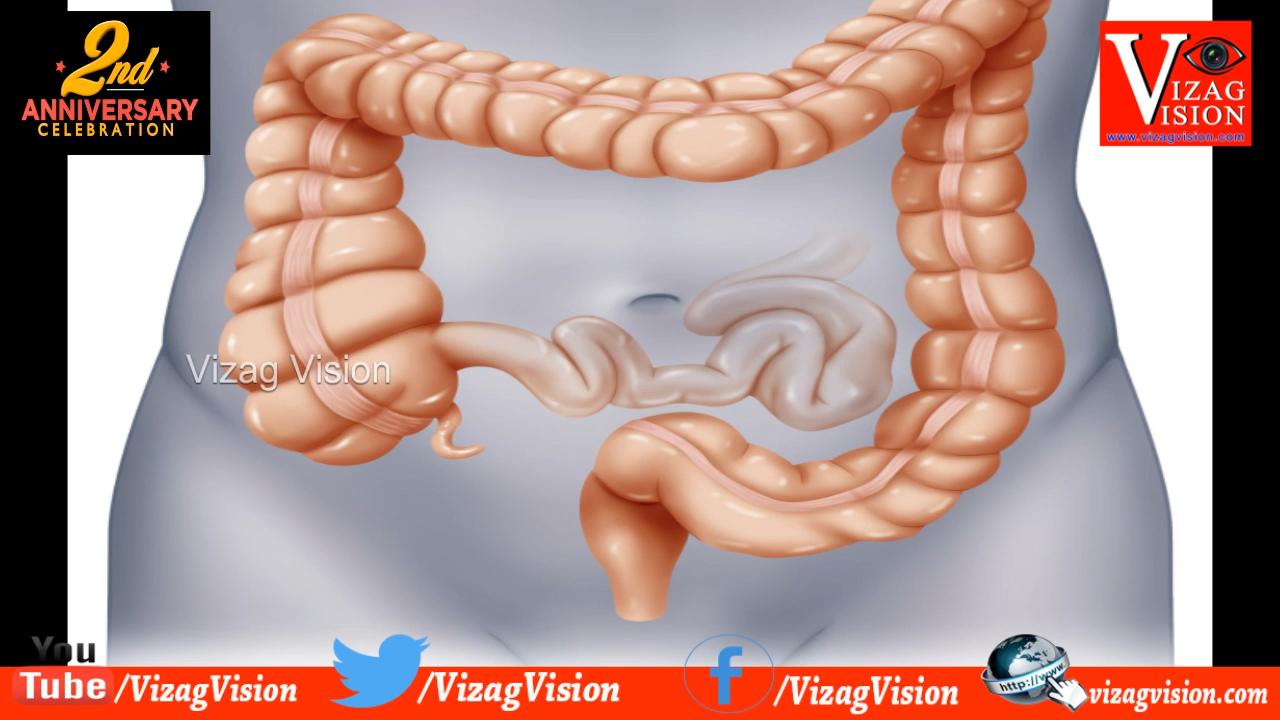 2nd
ANNIVERSARY
CELEBRATION
VIZAG
VISION
www.vizagvision.com
Vizag Vision
You
Tube /VizagVision
/VizagVision
f /VizagVision
http://www.
vizagvision.com